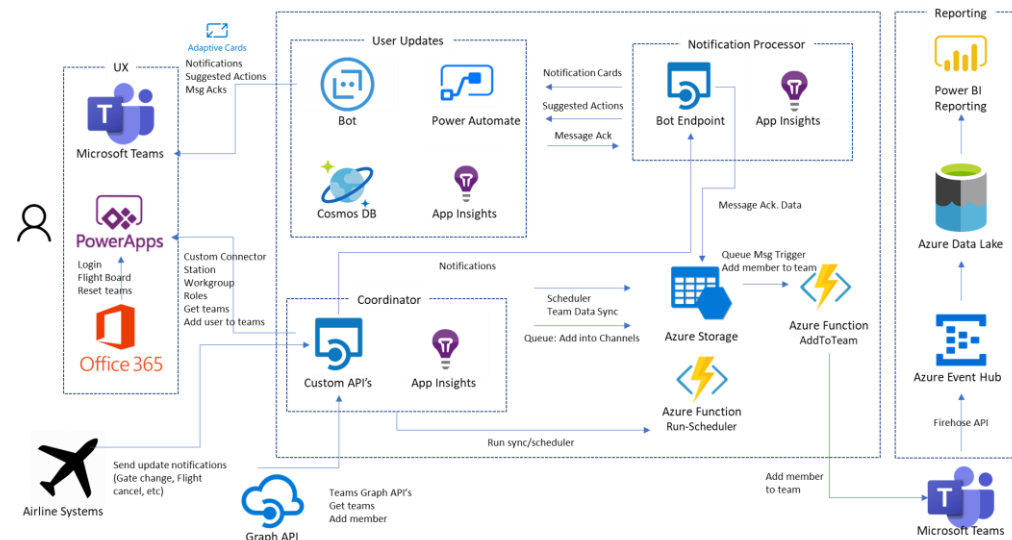 Adaptive Cards
Notifications
Suggested Actions
Msg Acks
UX
Microsoft Teams
PowerApps
Login
Flight Board
Reset teams
Office 365
Custom Connector
Station
Workgroup
Roles
Get teams
Add user to teams
User Updates
Bot
Power Automate
Cosmos DB
App Insights
Notification Cards
Suggested Actions
Message Ack
Notification Processor
Bot Endpoint
App Insights
Message Ack. Data
Notifications
Coordinator
Custom API's
App Insights
Scheduler
Team Data Sync
Queue: Add into Channels
Queue Msg Trigger
Add member to team
Azure Storage
Azure Function
AddToTeam
Azure Function
Run-Scheduler
Run sync/scheduler
Airline Systems
Send update notifications
(Gate change, Flight
cancel, etc)
Graph API
Teams Graph API's
Get teams
Add member
Add member
to team
Reporting
Power BI
Reporting
Azure Data Lake
Azure Event Hub
Firehose API
Microsoft Teams